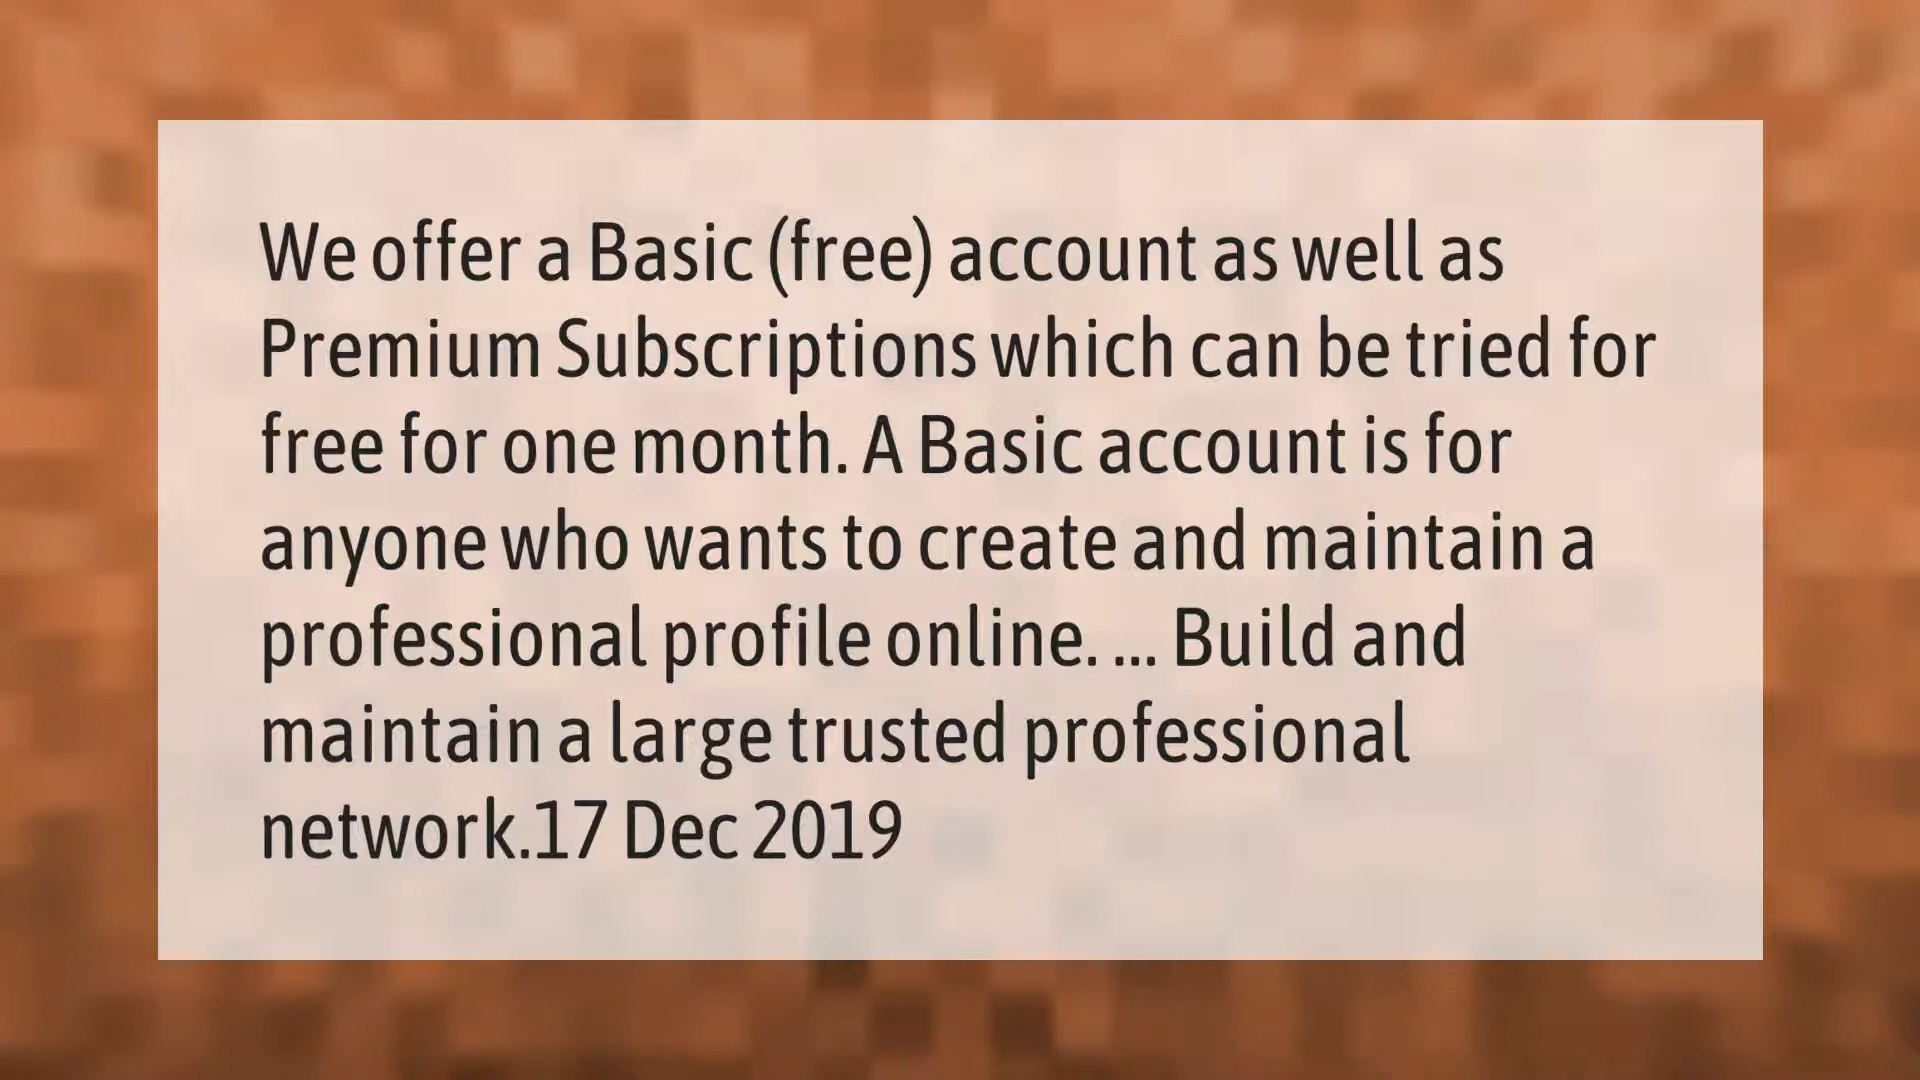 We offer a Basic (free) account as well as
Premium Subscriptions which can be tried for
free for one month. A Basic account is for
anyone who wants to create and maintain a
professional profile online. ... Build and
maintain a large trusted professional
network.17 Dec 2019